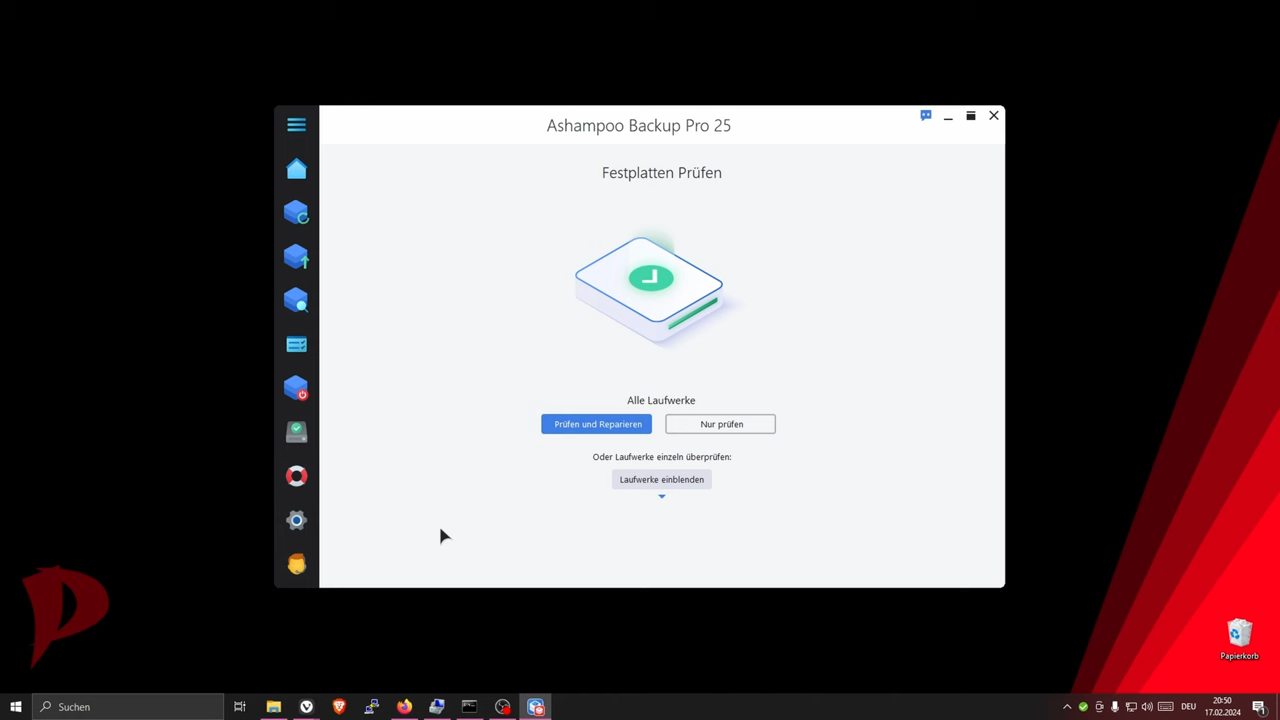 Ashampoo Backup Pro 25
Festplatten Prüfen
Alle Laufwerke
Prüfen und Reparieren
Nur prüfen
Oder Laufwerke einzeln überprüfen:
Laufwerke einblenden
Papierkorb
Suchen
DEU
20:50
17.02.2024
1